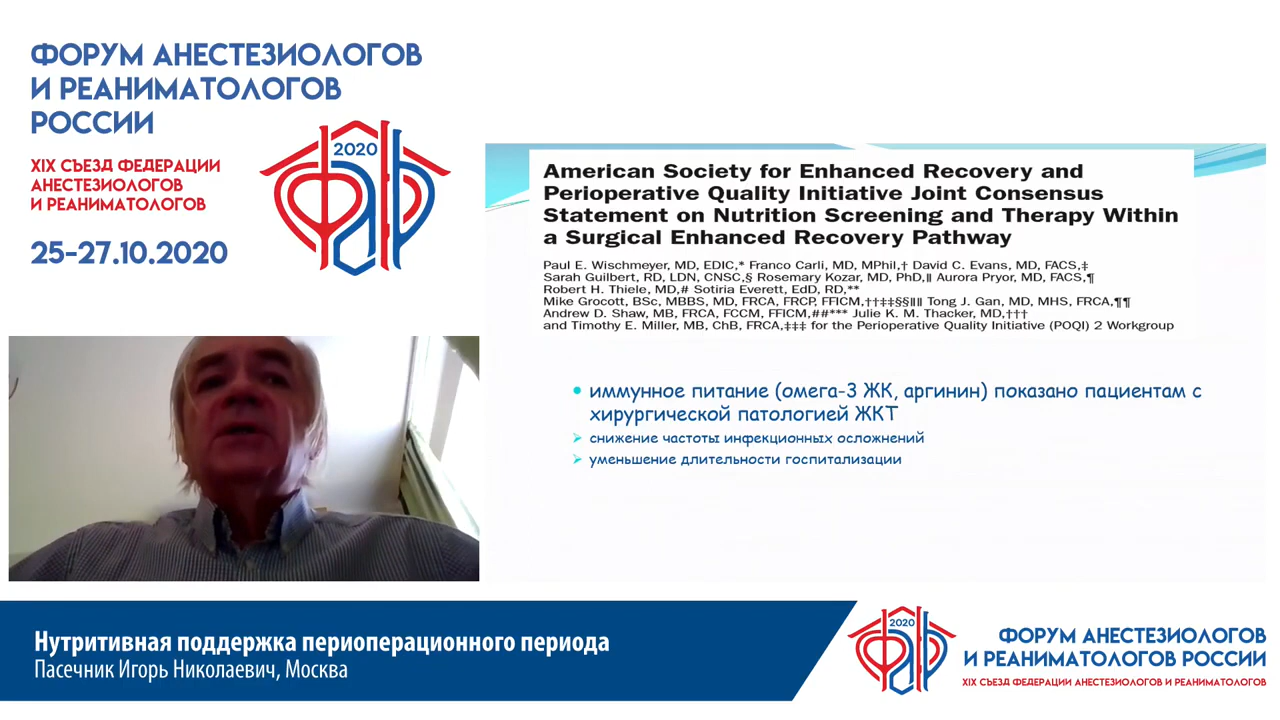 ФОРУМ АНЕСТЕЗИОЛОГОВ
И РЕАНИМАТОЛОГОВ
РОССИИ
XIX СЪЕЗД ФЕДЕРАЦИИ
АНЕСТЕЗИОЛОГОВ
И РЕАНИМАТОЛОГОВ
25-27.10.2020
2020
American Society for Enhanced Recovery and
Perioperative Quality Initiative Joint Consensus
Statement on Nutrition Screening and Therapy Within
a Surgical Enhanced Recovery Pathway
Paul E. Wischmeyer, MD, EDIC,* Franco Carli, MD, MPhil,† David C. Evans, MD, FACS,‡
Sarah Guilbert, RD, LDN, CNSC,§ Rosemary Kozar, MD, PhD,ǁ Aurora Pryor, MD, FACS,¶
Robert H. Thiele, MD,# Sotiria Everett, EdD, RD,**
Mike Grocott, BSc, MBBS, MD, FRCA, FRCP, FFICM,††‡‡§§ǁǁ Tong J. Gan, MD, MHS, FRCA,¶¶
Andrew D. Shaw, MB, FRCA, FCCM, FFICM,##*** Julie K. M. Thacker, MD,†††
and Timothy E. Miller, MB, ChB, FRCA,‡‡‡ for the Perioperative Quality Initiative (POQI) 2 Workgroup
• иммунное питание (омега-3 ЖК, аргинин) показано пациентам с
хирургической патологией ЖКТ
➢ снижение частоты инфекционных осложнений
➢ уменьшение длительности госпитализации
Нутритивная поддержка периоперационного периода
Пасечник Игорь Николаевич, Москва
2020
ФОРУМ АНЕСТЕЗИОЛОГОВ
И РЕАНИМАТОЛОГОВ РОССИИ
XIX СЪЕЗД ФЕДЕРАЦИИ АНЕСТЕЗИОЛОГОВ И РЕАНИМАТОЛОГОВ